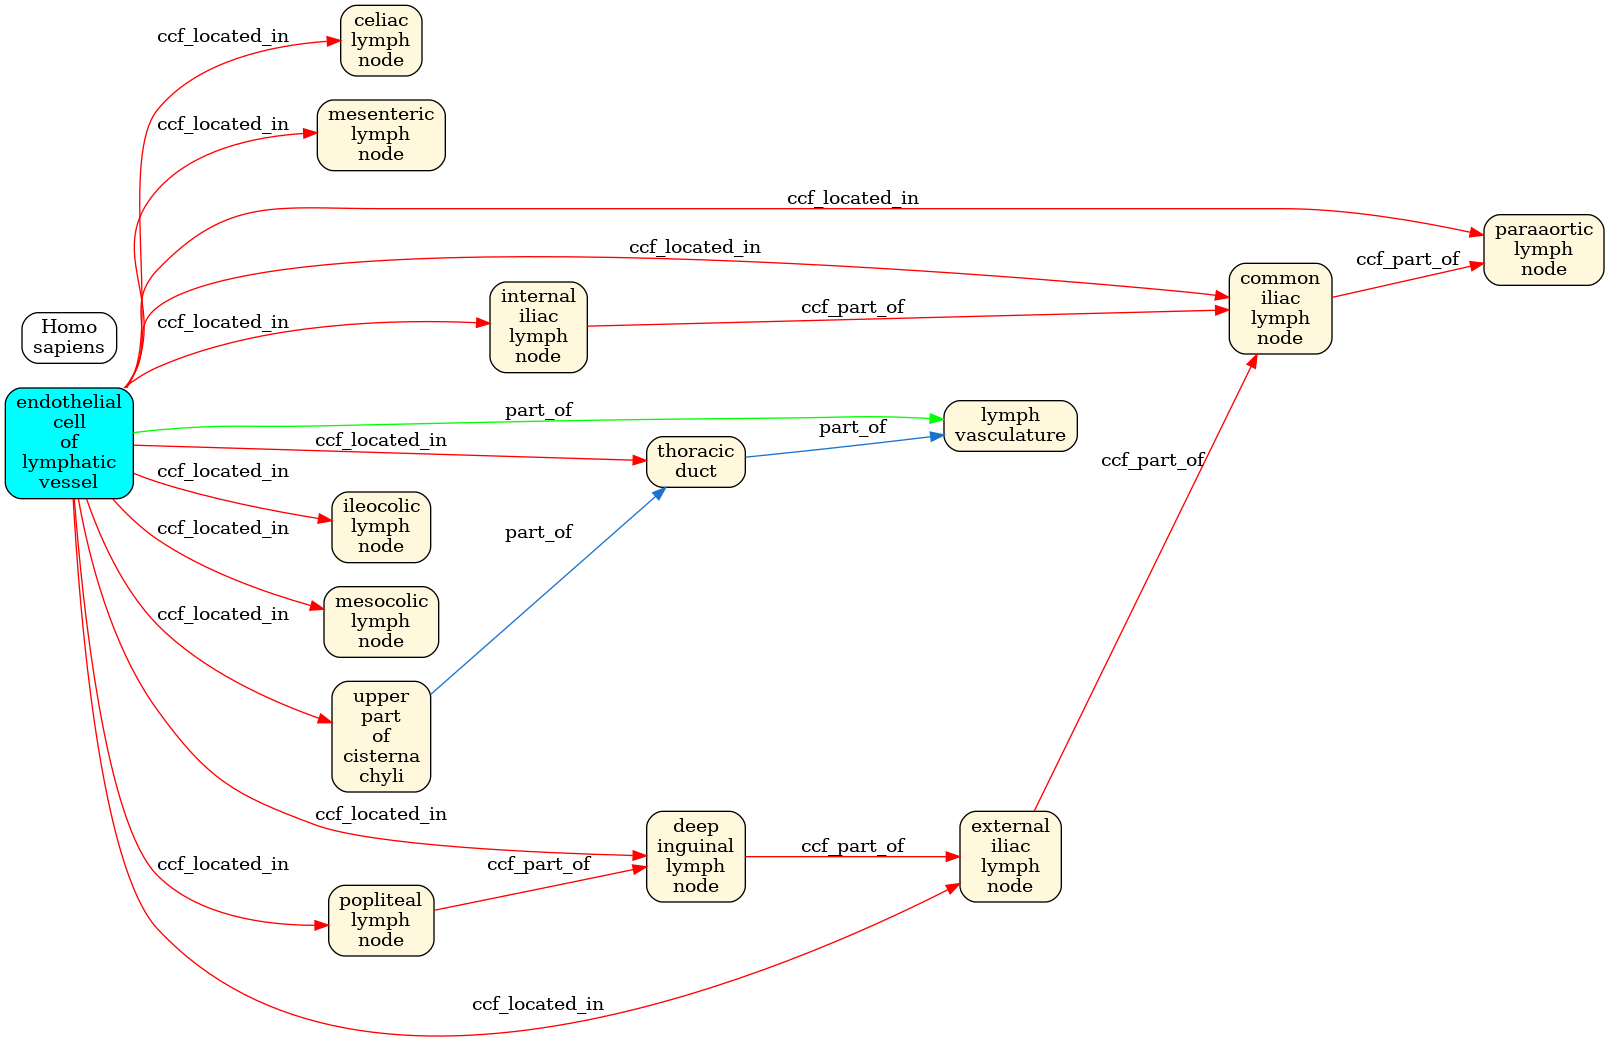 celiac
lymph
node
ccf_located_in
mesenteric
lymph
node
ccf_located_in
ccf_located_in
paraaortic
lymph
node
ccf_located_in
ccf_part_of
common
iliac
lymph
node
internal
iliac
lymph
node
ccf_located_in
ccf_part_of
Homo
sapiens
endothelial
cell
of
lymphatic
vessel
part_of
lymph
vasculature
part_of
ccf_located_in
thoracic
duct
ccf_located_in
ccf_part_of
ileocolic
lymph
node
ccf_located_in
part_of
mesocolic
lymph
node
ccf_located_in
upper
part
of
cisterna
chyli
ccf_located_in
deep
inguinal
lymph
node
ccf_part_of
external
iliac
lymph
node
ccf_located_in
ccf_part_of
popliteal
lymph
node
ccf_located_in